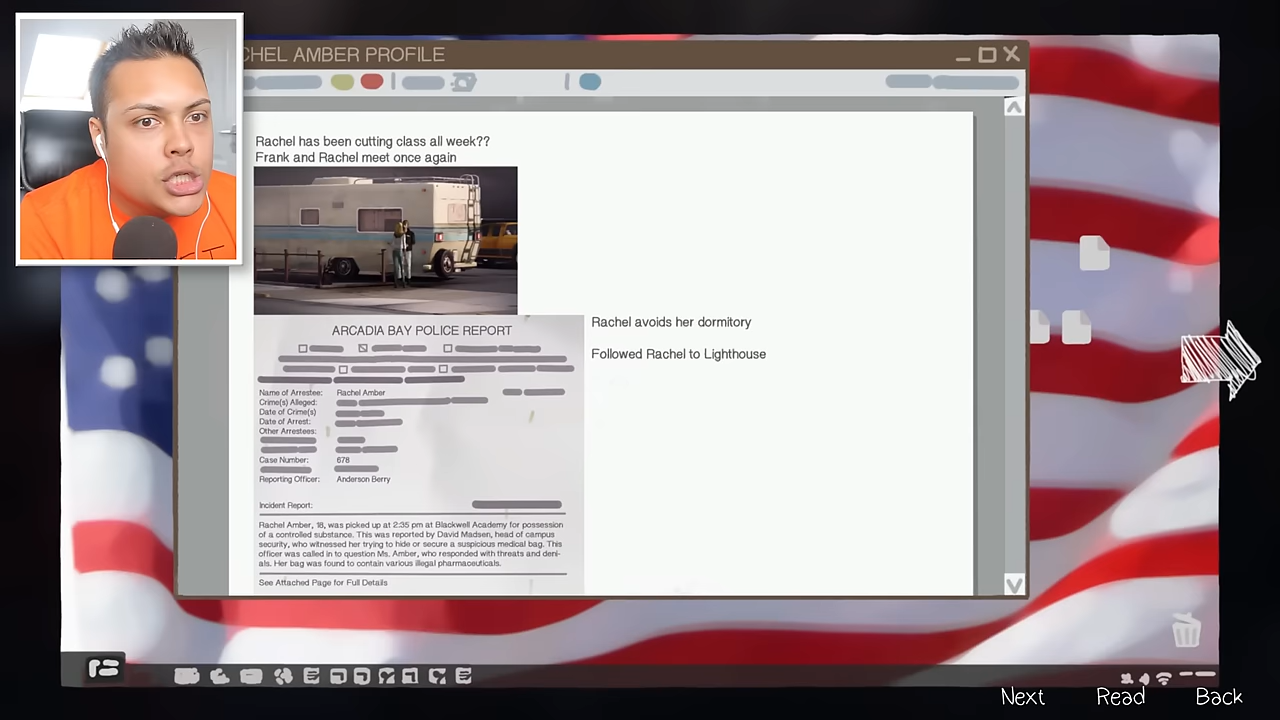 CHEL AMBER PROFILE
Rachel has been cutting class all week??
Frank and Rachel meet once again
ARCADIA BAY POLICE REPORT
Name of Arrestee: Rachel Amber
Crime(s) Alleged:
Date of Crime(s)
Date of Arrest:
Other Arrestees:
Case Number: 678
Reporting Officer: Anderson Berry
Incident Report:
Rachel Amber, 18, was picked up at 2:35 pm at Blackwell Academy for possession
of a controlled substance. This was reported by David Madsen, head of campus
security, who witnessed her trying to hide or secure a suspicious medical bag. This
officer was called in to question Ms. Amber, who responded with threats and deni-
als. Her bag was found to contain various illegal pharmaceuticals.
See Attached Page for Full Details
Rachel avoids her dormitory
Followed Rachel to Lighthouse
Next Read Back